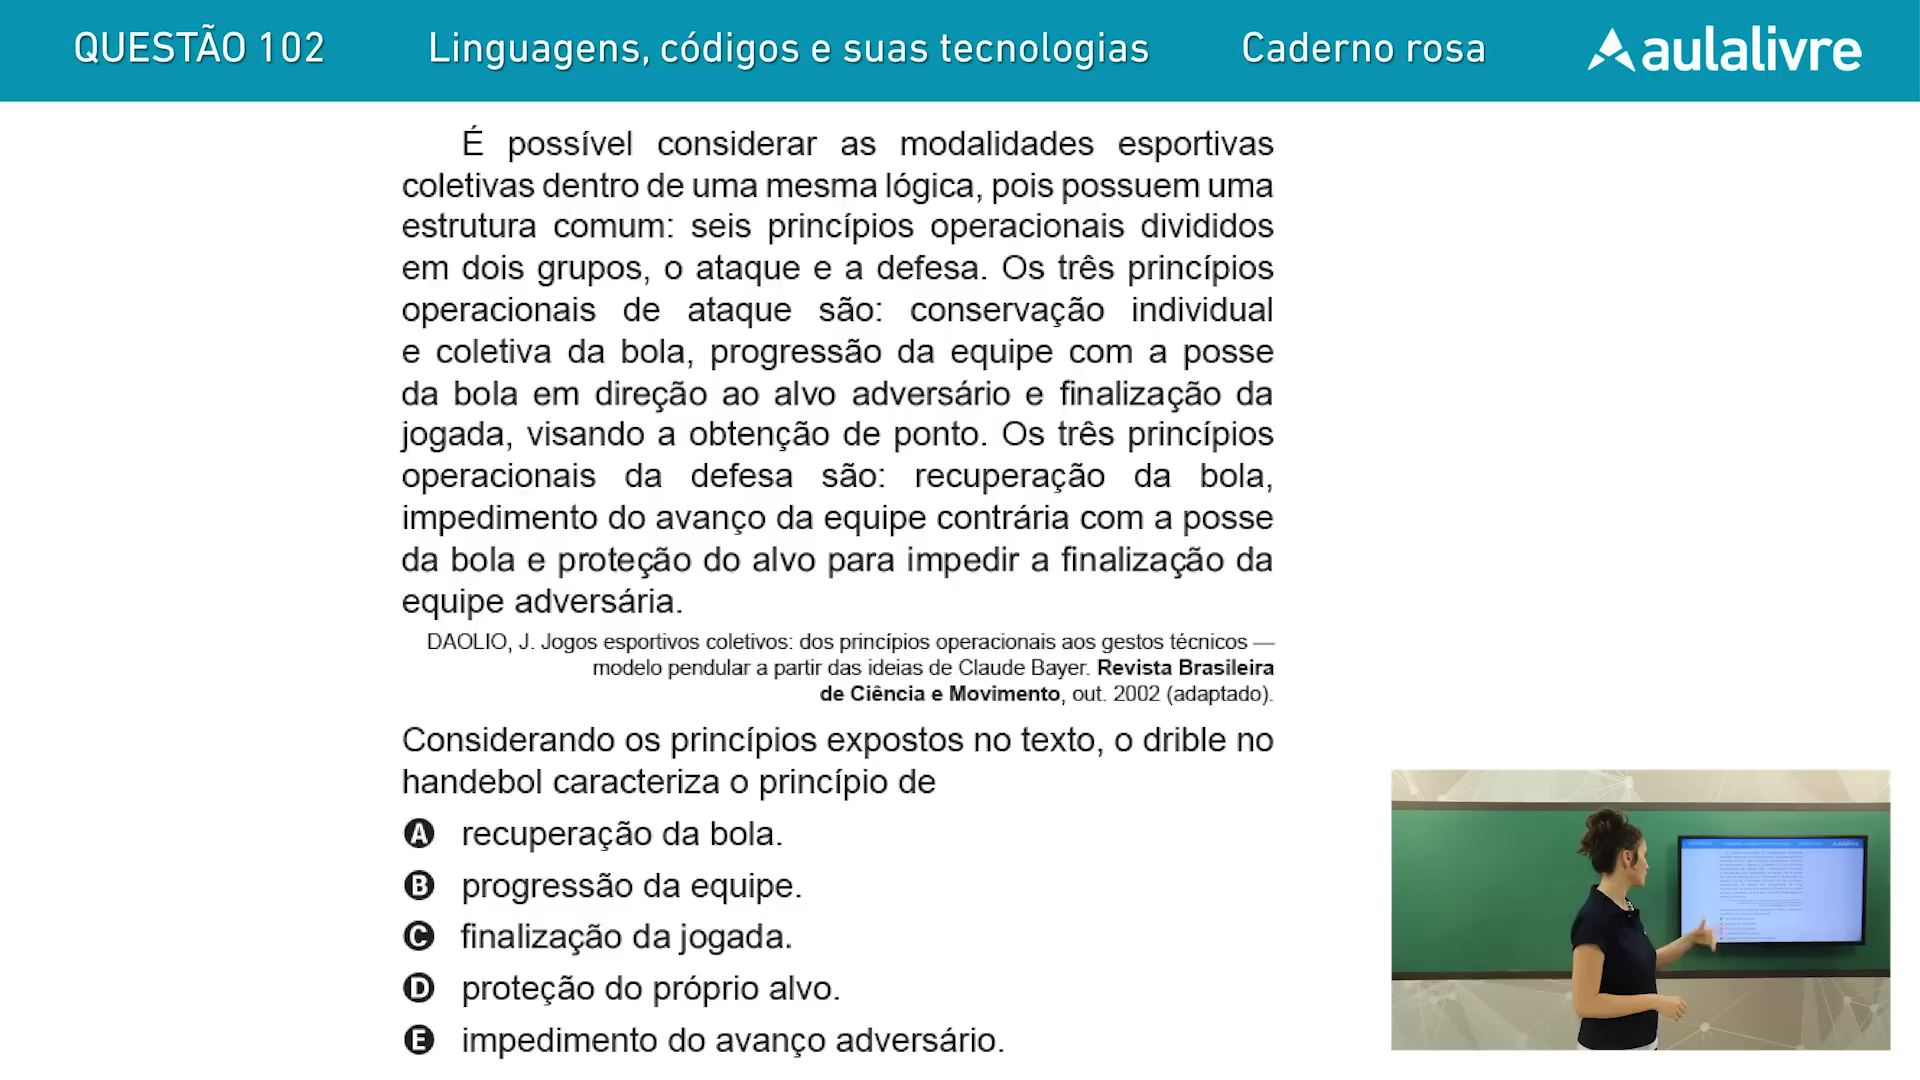 QUESTÃO 102 Linguagens, códigos e suas tecnologias Caderno rosa aulalivre
É possível considerar as modalidades esportivas
coletivas dentro de uma mesma lógica, pois possuem uma
estrutura comum: seis princípios operacionais divididos
em dois grupos, o ataque e a defesa. Os três princípios
operacionais de ataque são: conservação individual
e coletiva da bola, progressão da equipe com a posse
da bola em direção ao alvo adversário e finalização da
jogada, visando a obtenção de ponto. Os três princípios
operacionais da defesa são: recuperação da bola,
impedimento do avanço da equipe contrária com a posse
da bola e proteção do alvo para impedir a finalização da
equipe adversária.
DAOLIO, J. Jogos esportivos coletivos: dos princípios operacionais aos gestos técnicos —
modelo pendular a partir das ideias de Claude Bayer. Revista Brasileira
de Ciência e Movimento, out. 2002 (adaptado).
Considerando os princípios expostos no texto, o drible no
handebol caracteriza o princípio de
A recuperação da bola.
B progressão da equipe.
C finalização da jogada.
D proteção do próprio alvo.
E impedimento do avanço adversário.